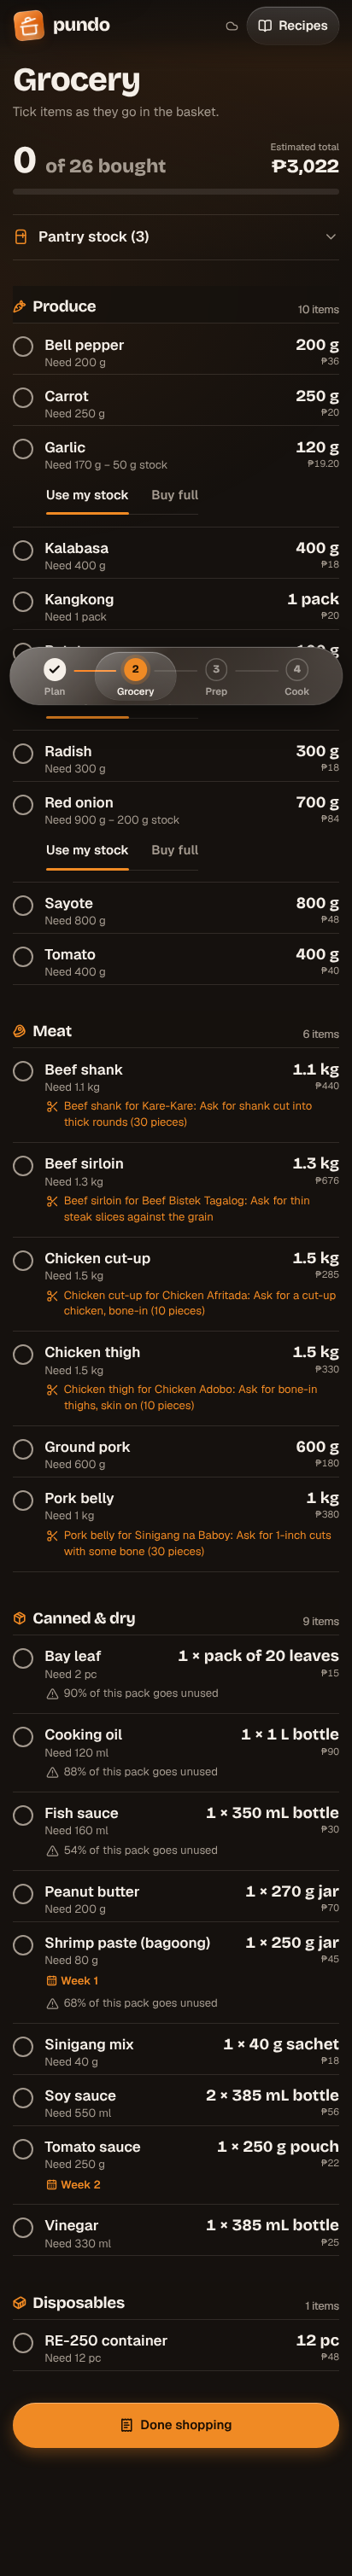 pundo
Recipes
Grocery
Tick items as they go in the basket.
Estimated total
0 of 26 bought
₱3,022
Pantry stock (3)
Produce
10 items
Bell pepper
200 g
Need 200 g
₱36
Carrot
250 g
Need 250 g
₱20
Garlic
120 g
Need 170 g – 50 g stock
₱19.20
Use my stock
Buy full
Kalabasa
400 g
Need 400 g
₱18
Kangkong
1 pack
Need 1 pack
₱20
2
3
4
Plan
Grocery
Prep
Cook
Radish
300 g
Need 300 g
₱18
Red onion
700 g
Need 900 g – 200 g stock
₱84
Use my stock
Buy full
Sayote
800 g
Need 800 g
₱48
Tomato
400 g
Need 400 g
₱40
Meat
6 items
Beef shank
1.1 kg
Need 1.1 kg
₱440
Beef shank for Kare-Kare: Ask for shank cut into
thick rounds (30 pieces)
Beef sirloin
1.3 kg
Need 1.3 kg
₱676
Beef sirloin for Beef Bistek Tagalog: Ask for thin
steak slices against the grain
Chicken cut-up
1.5 kg
Need 1.5 kg
₱285
Chicken cut-up for Chicken Afritada: Ask for a cut-up
chicken, bone-in (10 pieces)
Chicken thigh
1.5 kg
Need 1.5 kg
₱330
Chicken thigh for Chicken Adobo: Ask for bone-in
thighs, skin on (10 pieces)
Ground pork
600 g
Need 600 g
₱180
Pork belly
1 kg
Need 1 kg
₱380
Pork belly for Sinigang na Baboy: Ask for 1-inch cuts
with some bone (30 pieces)
Canned & dry
9 items
Bay leaf
1 × pack of 20 leaves
Need 2 pc
₱15
90% of this pack goes unused
Cooking oil
1 × 1 L bottle
Need 120 ml
₱90
88% of this pack goes unused
Fish sauce
1 × 350 mL bottle
Need 160 ml
₱30
54% of this pack goes unused
Peanut butter
1 × 270 g jar
Need 200 g
₱70
Shrimp paste (bagoong)
1 × 250 g jar
Need 80 g
₱45
Week 1
68% of this pack goes unused
Sinigang mix
1 × 40 g sachet
Need 40 g
₱18
Soy sauce
2 × 385 mL bottle
Need 550 ml
₱56
Tomato sauce
1 × 250 g pouch
Need 250 g
₱22
Week 2
Vinegar
1 × 385 mL bottle
Need 330 ml
₱25
Disposables
1 items
RE-250 container
12 pc
Need 12 pc
₱48
Done shopping